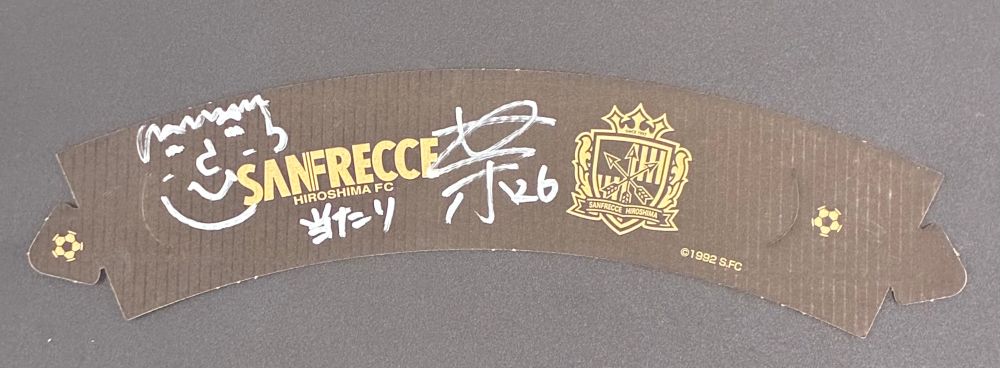 SANFRECCE
HIROSHIMA FC
当たり
26
SANFRECCE HIROSHIMA
©1992 S.FC